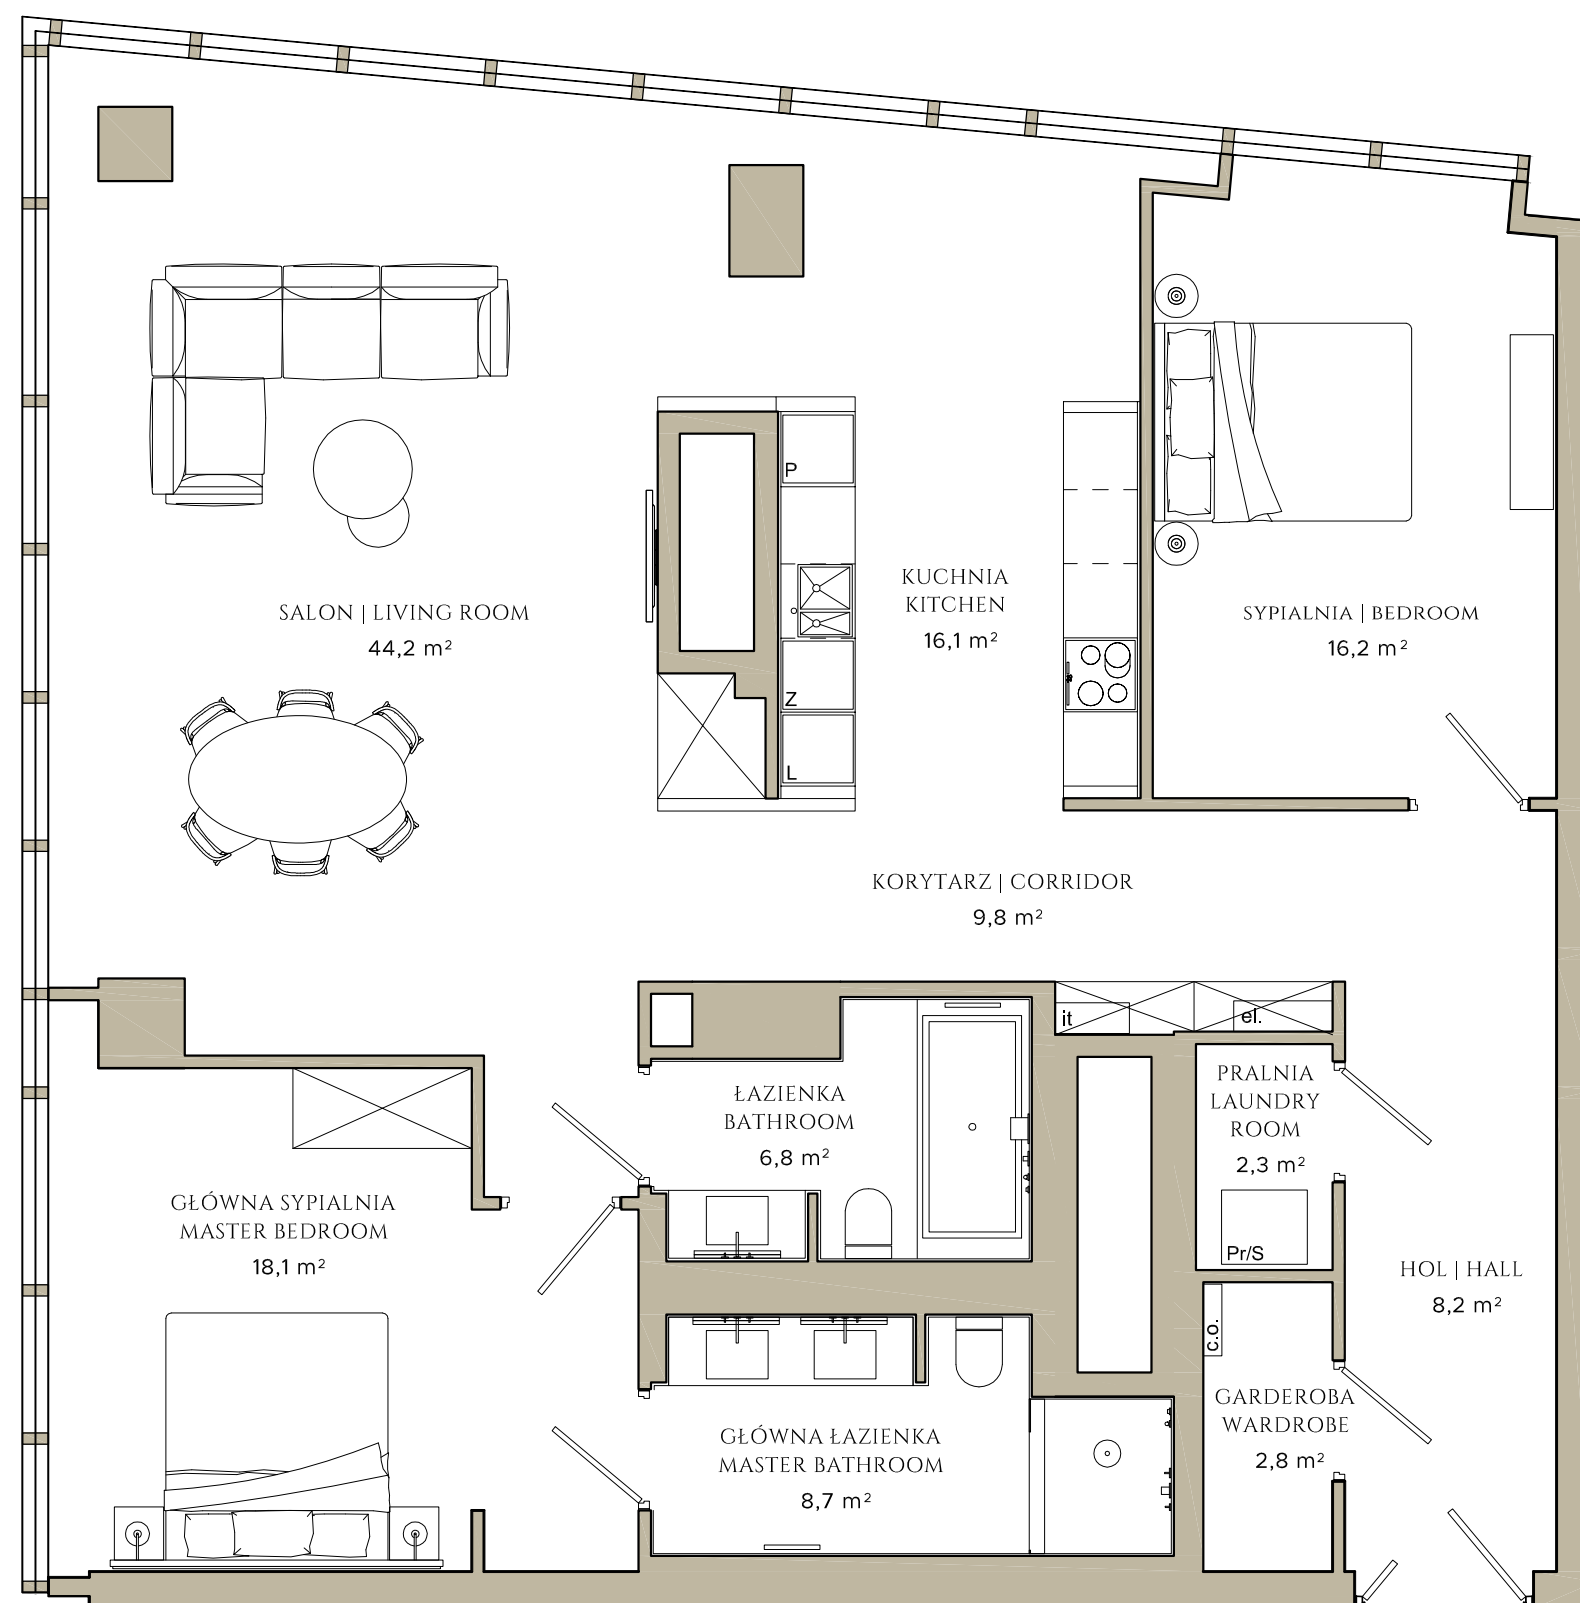 P
Z
L
KUCHNIA
KITCHEN
16,1 m²
SALON | LIVING ROOM
44,2 m²
SYPIALNIA | BEDROOM
16,2 m²
KORYTARZ | CORRIDOR
9,8 m²
it
el.
ŁAZIENKA
BATHROOM
6,8 m²
PRALNIA
LAUNDRY
ROOM
2,3 m²
Pr/S
GŁÓWNA SYPIALNIA
MASTER BEDROOM
18,1 m²
HOL | HALL
8,2 m²
c.o.
GARDEROBA
WARDROBE
2,8 m²
GŁÓWNA ŁAZIENKA
MASTER BATHROOM
8,7 m²